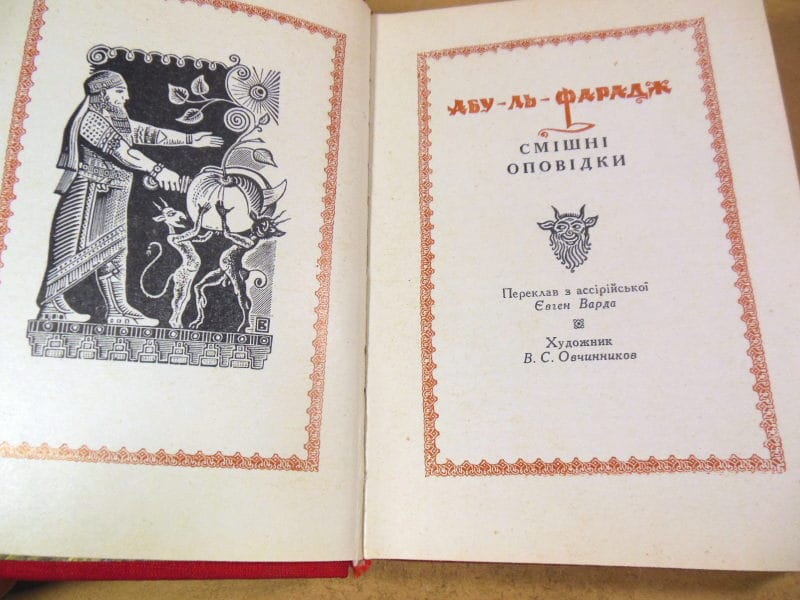 АБУ-ЛЬ-ФАРАДЖ
СМІШНІ
ОПОВІДКИ
Переклав з ассірійської
Євген Варда
Художник
В. С. Овчинников